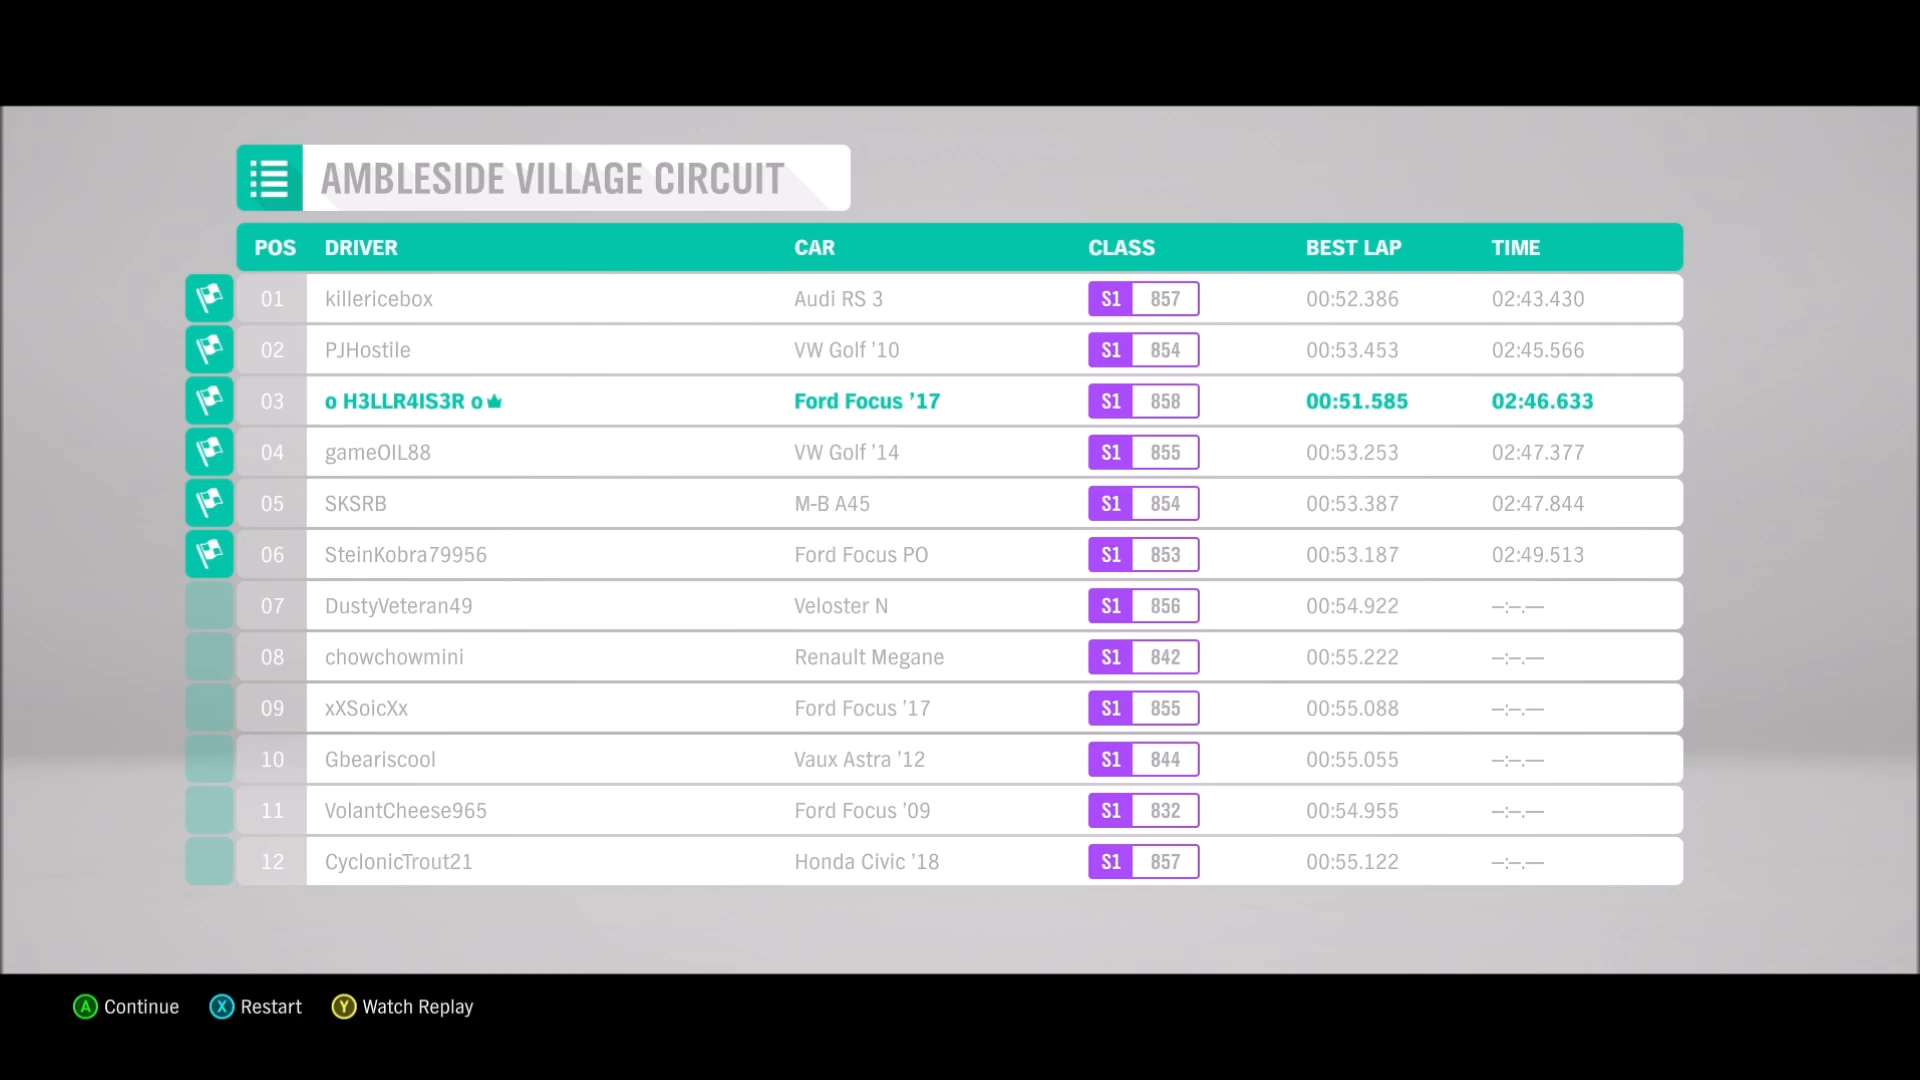 AMBLESIDE VILLAGE CIRCUIT
POS DRIVER CAR CLASS BEST LAP TIME
01 killericebox Audi RS 3 S1 857 00:52.386 02:43.430
02 PJHostile VW Golf ’10 S1 854 00:53.453 02:45.566
03 o H3LLR4IS3R o Ford Focus ’17 S1 858 00:51.585 02:46.633
04 gameOIL88 VW Golf ’14 S1 855 00:53.253 02:47.377
05 SKSRB M-B A45 S1 854 00:53.387 02:47.844
06 SteinKobra79956 Ford Focus PO S1 853 00:53.187 02:49.513
07 DustyVeteran49 Veloster N S1 856 00:54.922 –:–.––
08 chowchowmini Renault Megane S1 842 00:55.222 –:–.––
09 xXSoicXx Ford Focus ’17 S1 855 00:55.088 –:–.––
10 Gbeariscool Vaux Astra ’12 S1 844 00:55.055 –:–.––
11 VolantCheese965 Ford Focus ’09 S1 832 00:54.955 –:–.––
12 CyclonicTrout21 Honda Civic ’18 S1 857 00:55.122 –:–.––
A Continue X Restart Y Watch Replay